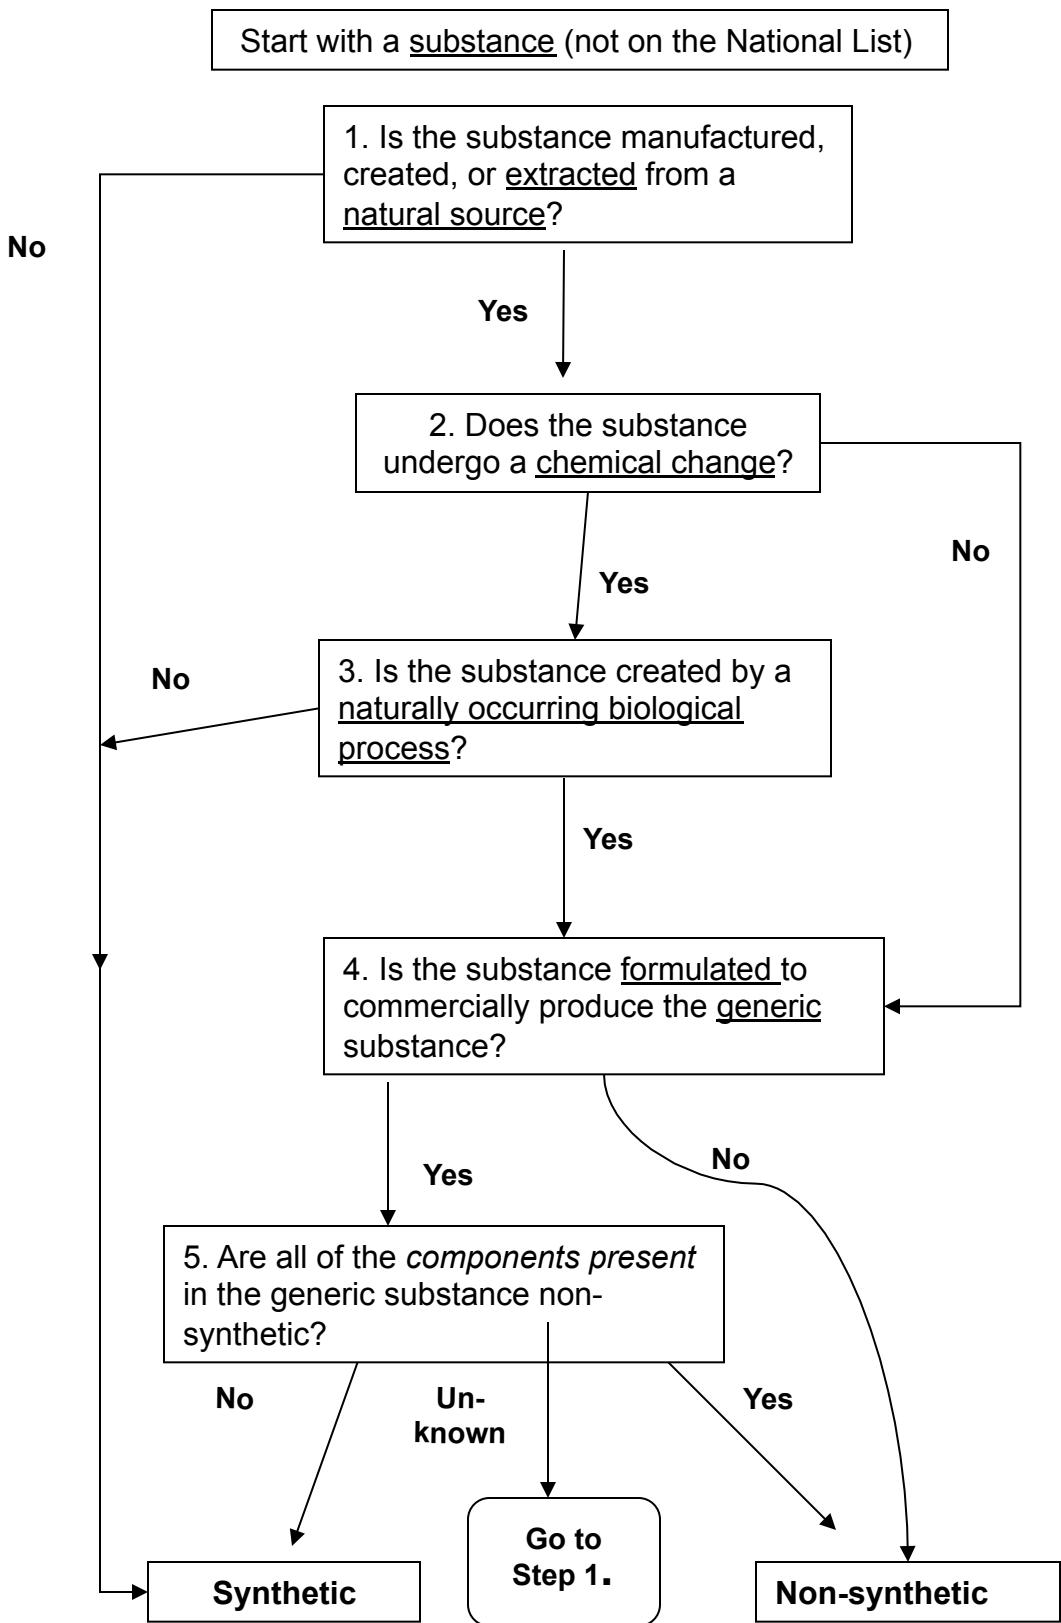 Start with a substance (not on the National List)
1. Is the substance manufactured,
created, or extracted from a
natural source?
No
Yes
2. Does the substance
undergo a chemical change?
No
Yes
3. Is the substance created by a
naturally occurring biological
process?
No
Yes
4. Is the substance formulated to
commercially produce the generic
substance?
No
Yes
5. Are all of the components present
in the generic substance non-
synthetic?
No
Un-
known
Yes
Go to
Step 1.
Synthetic
Non-synthetic